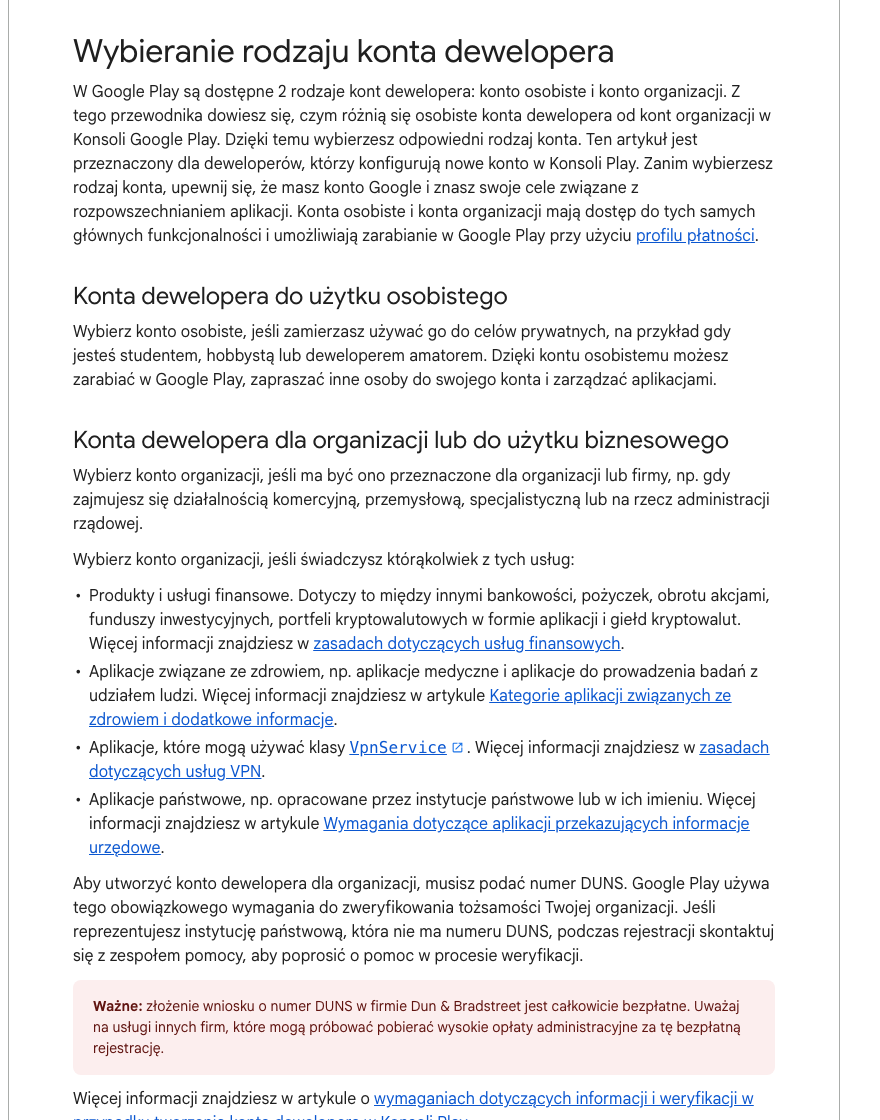 Wybieranie rodzaju konta dewelopera
W Google Play są dostępne 2 rodzaje kont dewelopera: konto osobiste i konto organizacji. Z
tego przewodnika dowiesz się, czym różnią się osobiste konta dewelopera od kont organizacji w
Konsoli Google Play. Dzięki temu wybierzesz odpowiedni rodzaj konta. Ten artykuł jest
przeznaczony dla deweloperów, którzy konfigurują nowe konto w Konsoli Play. Zanim wybierzesz
rodzaj konta, upewnij się, że masz konto Google i znasz swoje cele związane z
rozpowszechnianiem aplikacji. Konta osobiste i konta organizacji mają dostęp do tych samych
głównych funkcjonalności i umożliwiają zarabianie w Google Play przy użyciu profilu płatności.
Konta dewelopera do użytku osobistego
Wybierz konto osobiste, jeśli zamierzasz używać go do celów prywatnych, na przykład gdy
jesteś studentem, hobbystą lub deweloperem amatorem. Dzięki kontu osobistemu możesz
zarabiać w Google Play, zapraszać inne osoby do swojego konta i zarządzać aplikacjami.
Konta dewelopera dla organizacji lub do użytku biznesowego
Wybierz konto organizacji, jeśli ma być ono przeznaczone dla organizacji lub firmy, np. gdy
zajmujesz się działalnością komercyjną, przemysłową, specjalistyczną lub na rzecz administracji
rządowej.
Wybierz konto organizacji, jeśli świadczysz którąkolwiek z tych usług:
• Produkty i usługi finansowe. Dotyczy to między innymi bankowości, pożyczek, obrotu akcjami,
funduszy inwestycyjnych, portfeli kryptowalutowych w formie aplikacji i giełd kryptowalut.
Więcej informacji znajdziesz w zasadach dotyczących usług finansowych.
• Aplikacje związane ze zdrowiem, np. aplikacje medyczne i aplikacje do prowadzenia badań z
udziałem ludzi. Więcej informacji znajdziesz w artykule Kategorie aplikacji związanych ze
zdrowiem i dodatkowe informacje.
• Aplikacje, które mogą używać klasy VpnService . Więcej informacji znajdziesz w zasadach
dotyczących usług VPN.
• Aplikacje państwowe, np. opracowane przez instytucje państwowe lub w ich imieniu. Więcej
informacji znajdziesz w artykule Wymagania dotyczące aplikacji przekazujących informacje
urzędowe.
Aby utworzyć konto dewelopera dla organizacji, musisz podać numer DUNS. Google Play używa
tego obowiązkowego wymagania do zweryfikowania tożsamości Twojej organizacji. Jeśli
reprezentujesz instytucję państwową, która nie ma numeru DUNS, podczas rejestracji skontaktuj
się z zespołem pomocy, aby poprosić o pomoc w procesie weryfikacji.
Ważne: złożenie wniosku o numer DUNS w firmie Dun & Bradstreet jest całkowicie bezpłatne. Uważaj
na usługi innych firm, które mogą próbować pobierać wysokie opłaty administracyjne za tę bezpłatną
rejestrację.
Więcej informacji znajdziesz w artykule o wymaganiach dotyczących informacji i weryfikacji w
przypadku tworzenia konta dewelopera w Konsoli Play.